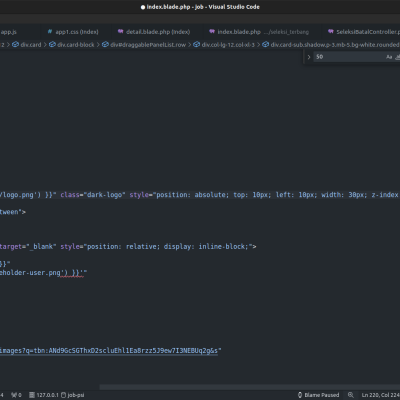 index.blade.php - job - Visual Studio Code
app.js
# app1.css (Index)
detail.blade.php (Index)
index.blade.php .../seleksi_bintang
SeleksiBatalController.p
2 > div.card > div.card-block > div#draggablePanelList.row > div.col-lg-12.col-xl-3 > div.card-sub.shadow.p-3.mb-5.bg-white.rounded
50
Aa
/logo.png') }}" class="dark-logo" style="position: absolute; top: 10px; left: 10px; width: 30px; z-index
tween">
target="_blank" style="position: relative; display: inline-block;">
}}"
eholder-user.png') }}'"
images?q=tbn:ANd9GcSGThxD2scluEhl1Ea8rzz5J9ew7I3NEBUq2g&s"
4
0
127.0.0.1
job-psi
Blame Paused
Ln 220, Col 224